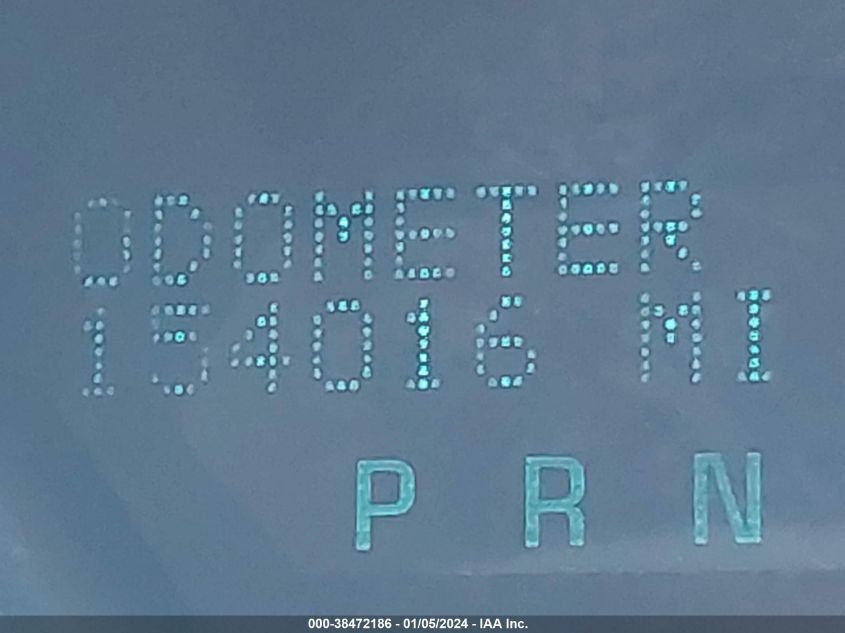 ODOMETER
154016 MI
P R N
000-38472186 - 01/05/2024 - IAA Inc.